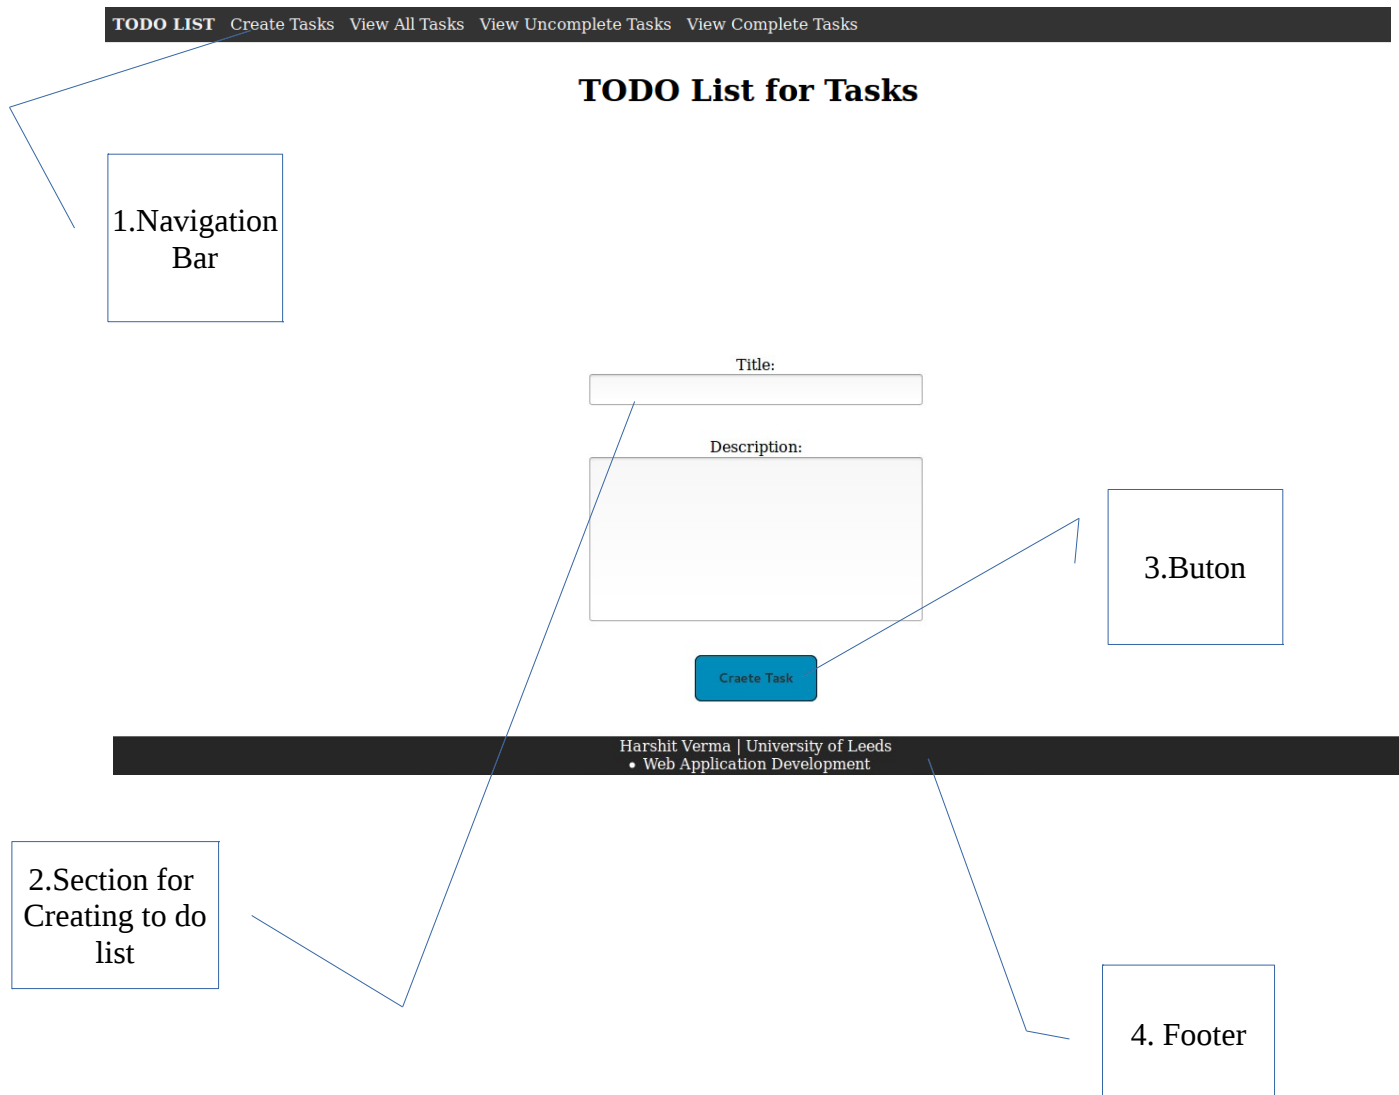 TODO LIST Create Tasks View All Tasks View Uncomplete Tasks View Complete Tasks
TODO List for Tasks
1.Navigation
Bar
Title:
Description:
3.Buton
Craete Task
Harshit Verma | University of Leeds
• Web Application Development
2.Section for
Creating to do
list
4. Footer